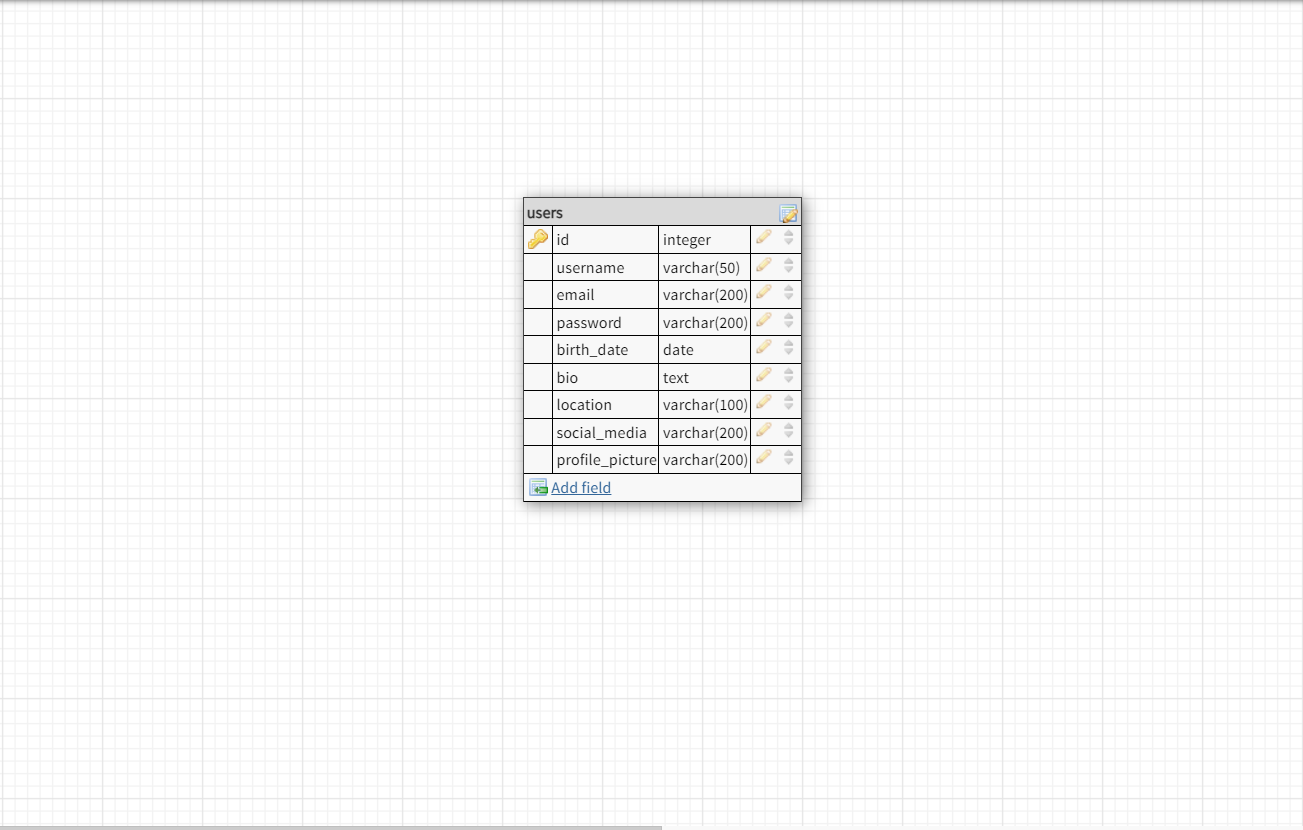 users
id integer
username varchar(50)
email varchar(200)
password varchar(200)
birth_date date
bio text
location varchar(100)
social_media varchar(200)
profile_picture varchar(200)
Add field